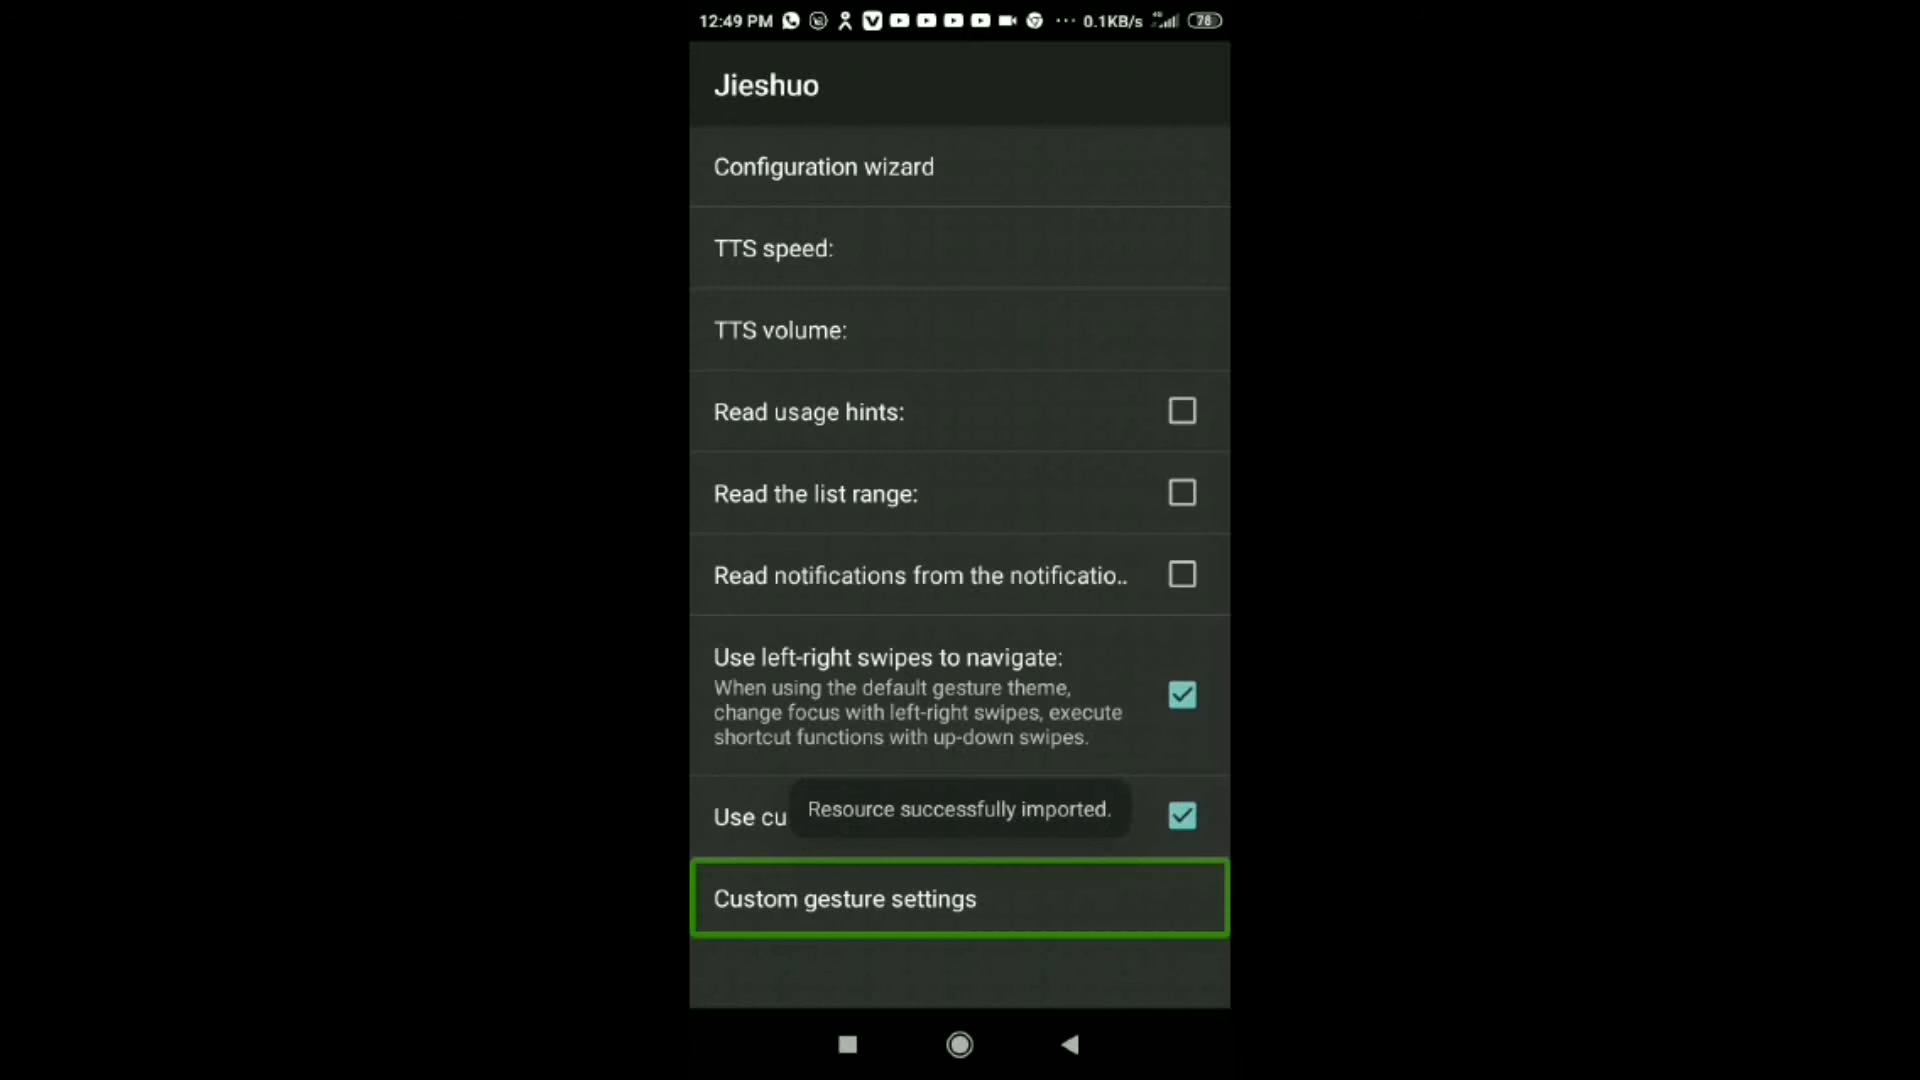 12:49 PM ··· 0.1KB/s 4G 78
Jieshuo
Configuration wizard
TTS speed:
TTS volume:
Read usage hints:
Read the list range:
Read notifications from the notificatio..
Use left-right swipes to navigate:
When using the default gesture theme,
change focus with left-right swipes, execute
shortcut functions with up-down swipes.
Use cu
Resource successfully imported.
Custom gesture settings